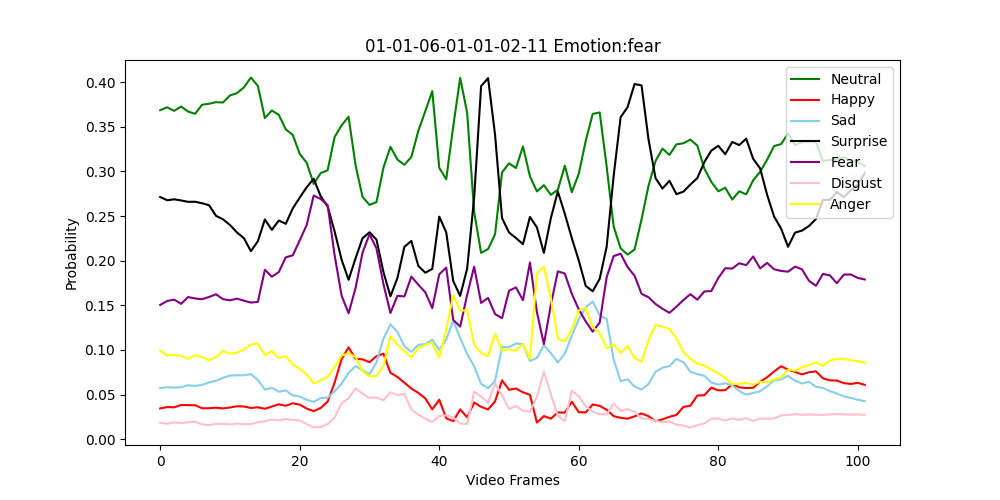 01-01-06-01-01-02-11 Emotion:fear
Probability
0.40
0.35
0.30
0.25
0.20
0.15
0.10
0.05
0.00
0 20 40 60 80 100
Video Frames
Neutral
Happy
Sad
Surprise
Fear
Disgust
Anger